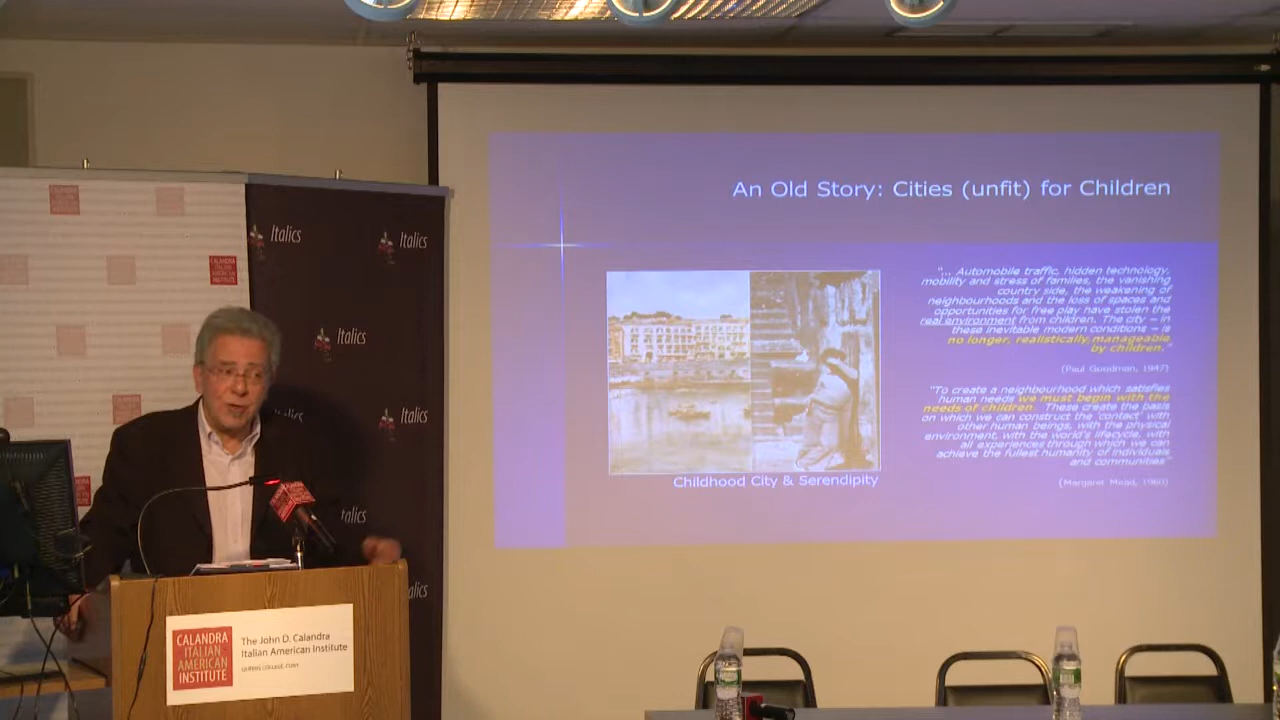 An Old Story: Cities (unfit) for Children
"... Automobile traffic, hidden technology,
mobility and stress of families, the vanishing
country side, the weakening of
neighbourhoods and the loss of spaces and
opportunities for free play have stolen the
real environment from children. The city – in
these inevitable modern conditions – is
no longer, realistically, manageable
by children."
(Paul Goodman, 1947)
"To create a neighbourhood which satisfies
human needs we must begin with the
needs of children. These create the basis
on which we can construct the 'contact' with
other human beings, with the physical
environment, with the world's lifecycle, with
all experiences through which we can
achieve the fullest humanity of individuals
and communities"
(Margaret Mead, 1960)
Childhood City & Serendipity
CALANDRA
ITALIAN
AMERICAN
INSTITUTE
Italics
Italics
Italics
Italics
Italics
talics
alics
CALANDRA
ITALIAN
AMERICAN
INSTITUTE
The John D. Calandra
Italian American Institute
QUEENS COLLEGE, CUNY